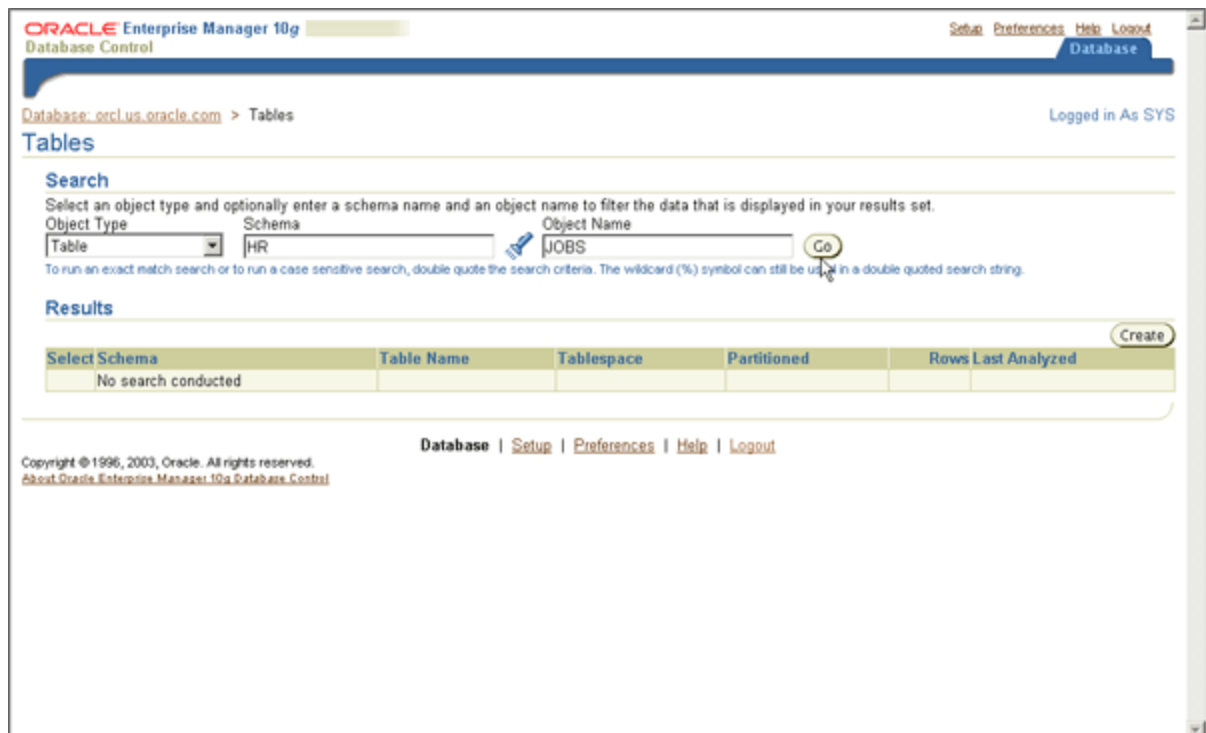 ORACLE Enterprise Manager 10g
Database Control
Setup Preferences Help Logout
Database
Database: orcl.us.oracle.com > Tables
Logged in As SYS
Tables
Search
Select an object type and optionally enter a schema name and an object name to filter the data that is displayed in your results set.
Object Type Schema Object Name
Table HR JOBS Go
To run an exact match search or to run a case sensitive search, double quote the search criteria. The wildcard (%) symbol can still be used in a double quoted search string.
Results
Create
Select Schema Table Name Tablespace Partitioned Rows Last Analyzed
No search conducted
Database | Setup | Preferences | Help | Logout
Copyright © 1996, 2003, Oracle. All rights reserved.
About Oracle Enterprise Manager 10g Database Control